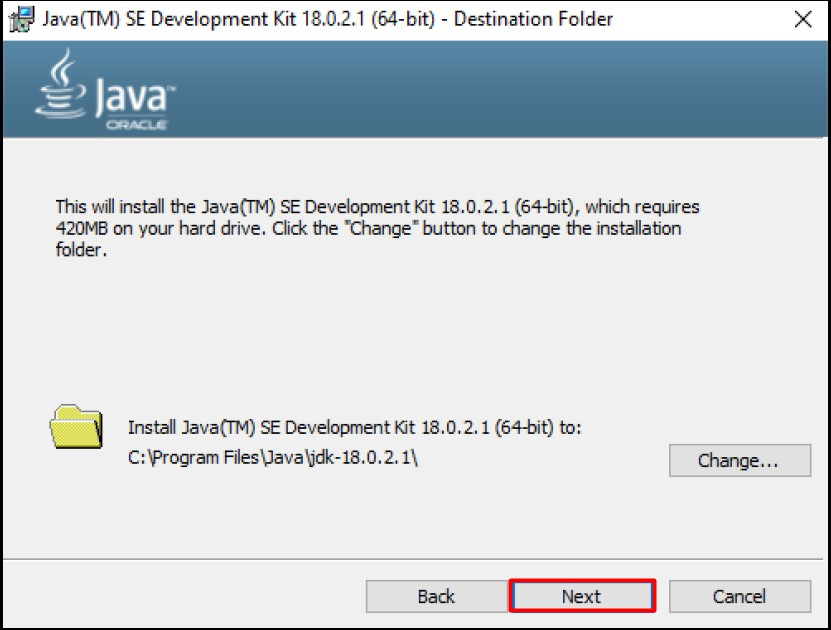 Java(TM) SE Development Kit 18.0.2.1 (64-bit) - Destination Folder
Java™
ORACLE
This will install the Java(TM) SE Development Kit 18.0.2.1 (64-bit), which requires
420MB on your hard drive. Click the "Change" button to change the installation
folder.
Install Java(TM) SE Development Kit 18.0.2.1 (64-bit) to:
C:\Program Files\Java\jdk-18.0.2.1\
Change...
Back Next Cancel